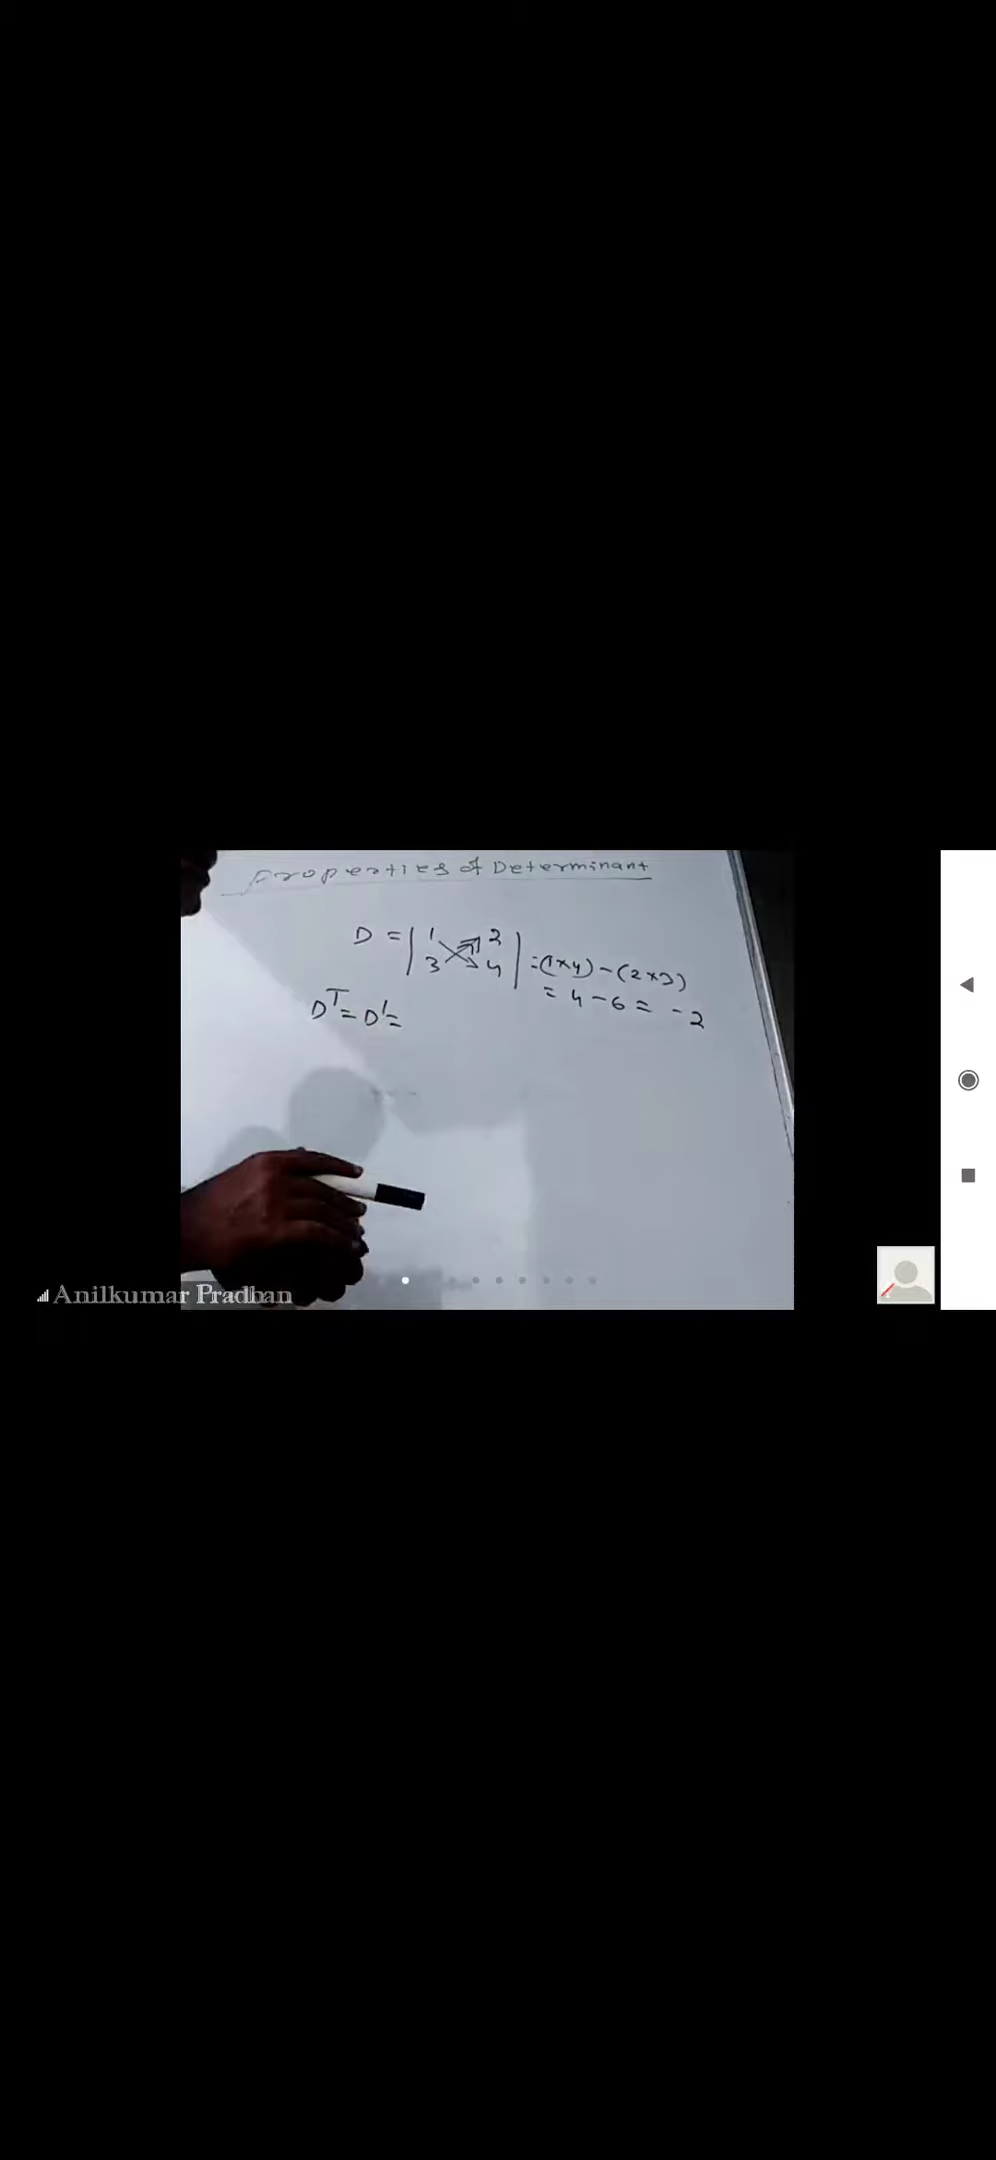 Properties of Determinant
D = | 1 2 |
| 3 4 | = (1×4) - (2×3)
= 4 - 6 = -2
Dᵀ = D' =
Anilkumar Pradhan